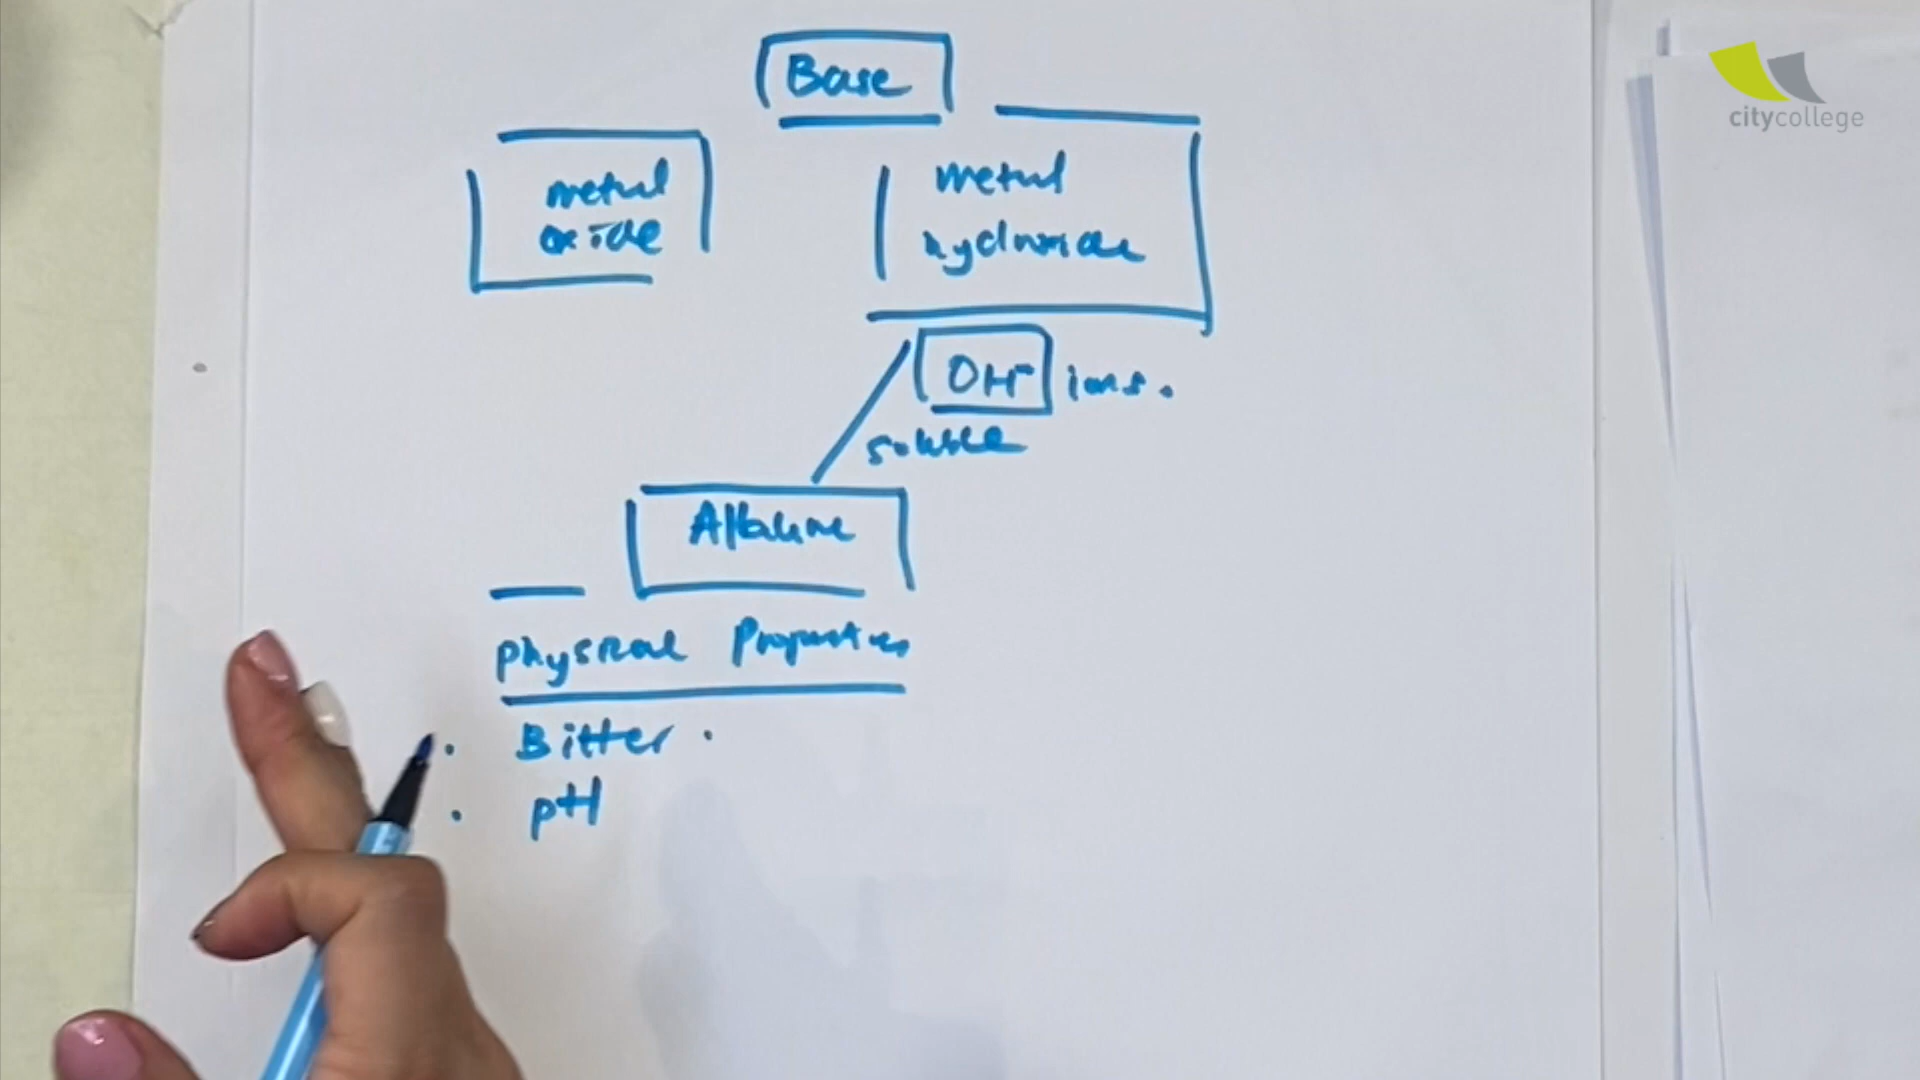 Base
metal
oxide
metal
hydroxide
OH⁻ ions.
soluble
Alkaline
Physical Properties
. Bitter .
. pH
citycollege